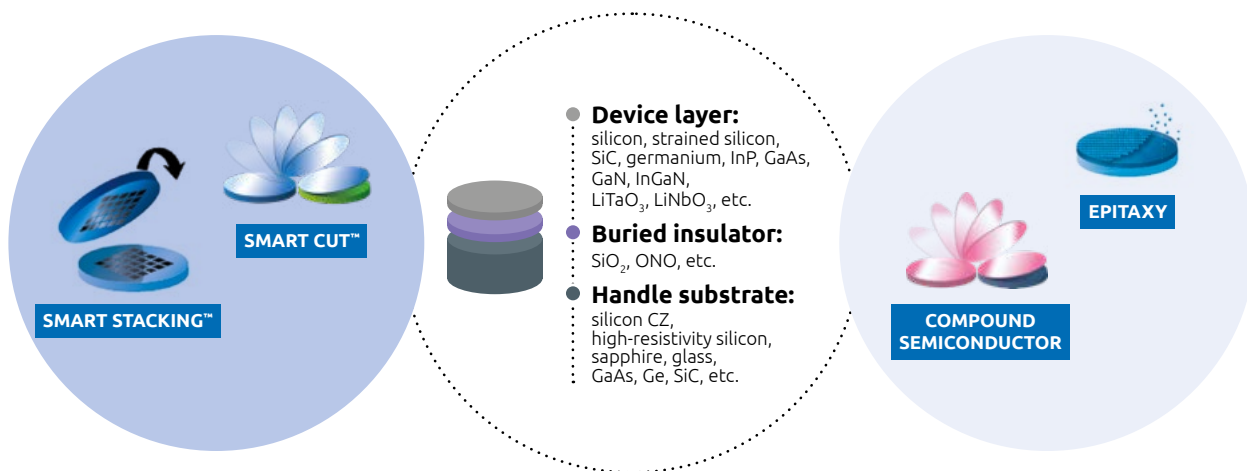 SMART CUT™
SMART STACKING™
Device layer:
silicon, strained silicon,
SiC, germanium, InP, GaAs,
GaN, InGaN,
LiTaO₃, LiNbO₃, etc.
Buried insulator:
SiO₂, ONO, etc.
Handle substrate:
silicon CZ,
high-resistivity silicon,
sapphire, glass,
GaAs, Ge, SiC, etc.
EPITAXY
COMPOUND
SEMICONDUCTOR